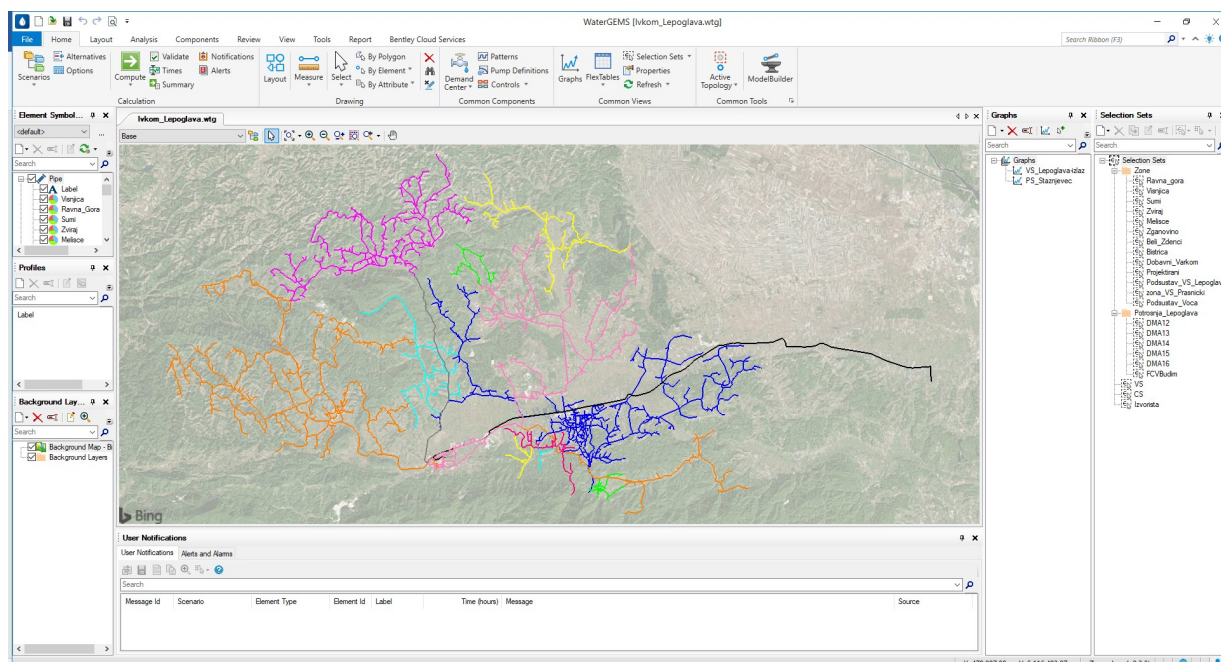 WaterGEMS [Ivkom_Lepoglava.wtg]
File Home Layout Analysis Components Review View Tools Report Bentley Cloud Services
Search Ribbon (F3)
Scenarios
Alternatives
Options
Compute
Validate
Times
Summary
Notifications
Alerts
Calculation
Layout
Measure
Select
By Polygon
By Element
By Attribute
Drawing
Demand Center
Patterns
Pump Definitions
Controls
Common Components
Graphs
FlexTables
Selection Sets
Properties
Refresh
Common Views
Active Topology
ModelBuilder
Common Tools
Element Symbol...
<default>
Search
Pipe
Label
Visnjica
Ravna_Gora
Sumi
Zviraj
Melisce
Profiles
Search
Label
Background Lay...
Search
Background Map - Bi
Background Layers
Ivkom_Lepoglava.wtg
Base
Bing
User Notifications
User Notifications Alerts and Alarms
Search
Message Id Scenario Element Type Element Id Label Time (hours) Message Source
Graphs
Search
Graphs
VS_Lepoglava-izlaz
PS_Staznjevec
Selection Sets
Search
Selection Sets
Zone
Ravna_gora
Visnjica
Sumi
Zviraj
Melisce
Zganovino
Beli_Zdenci
Bistrica
Dobavni_Varkom
Projektirani
Podsustav_VS_Lepoglav
zona_VS_Prasnicki
Podsustav_Voca
Potrosnja_Lepoglava
DMA12
DMA13
DMA14
DMA15
DMA16
FCVBudim
VS
CS
Izvorista